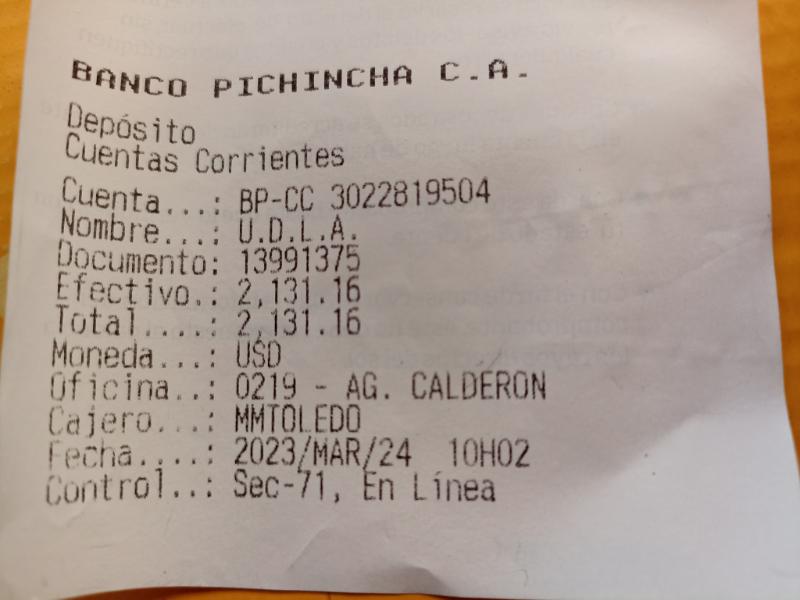 BANCO PICHINCHA C.A.
Depósito
Cuentas Corrientes
Cuenta...: BP-CC 3022819504
Nombre...: U.D.L.A.
Documento: 13991375
Efectivo.: 2,131.16
Total....: 2,131.16
Moneda...: USD
Oficina..: 0219 - AG. CALDERON
Cajero...: MMTOLEDO
Fecha....: 2023/MAR/24 10H02
Control..: Sec-71, En Línea